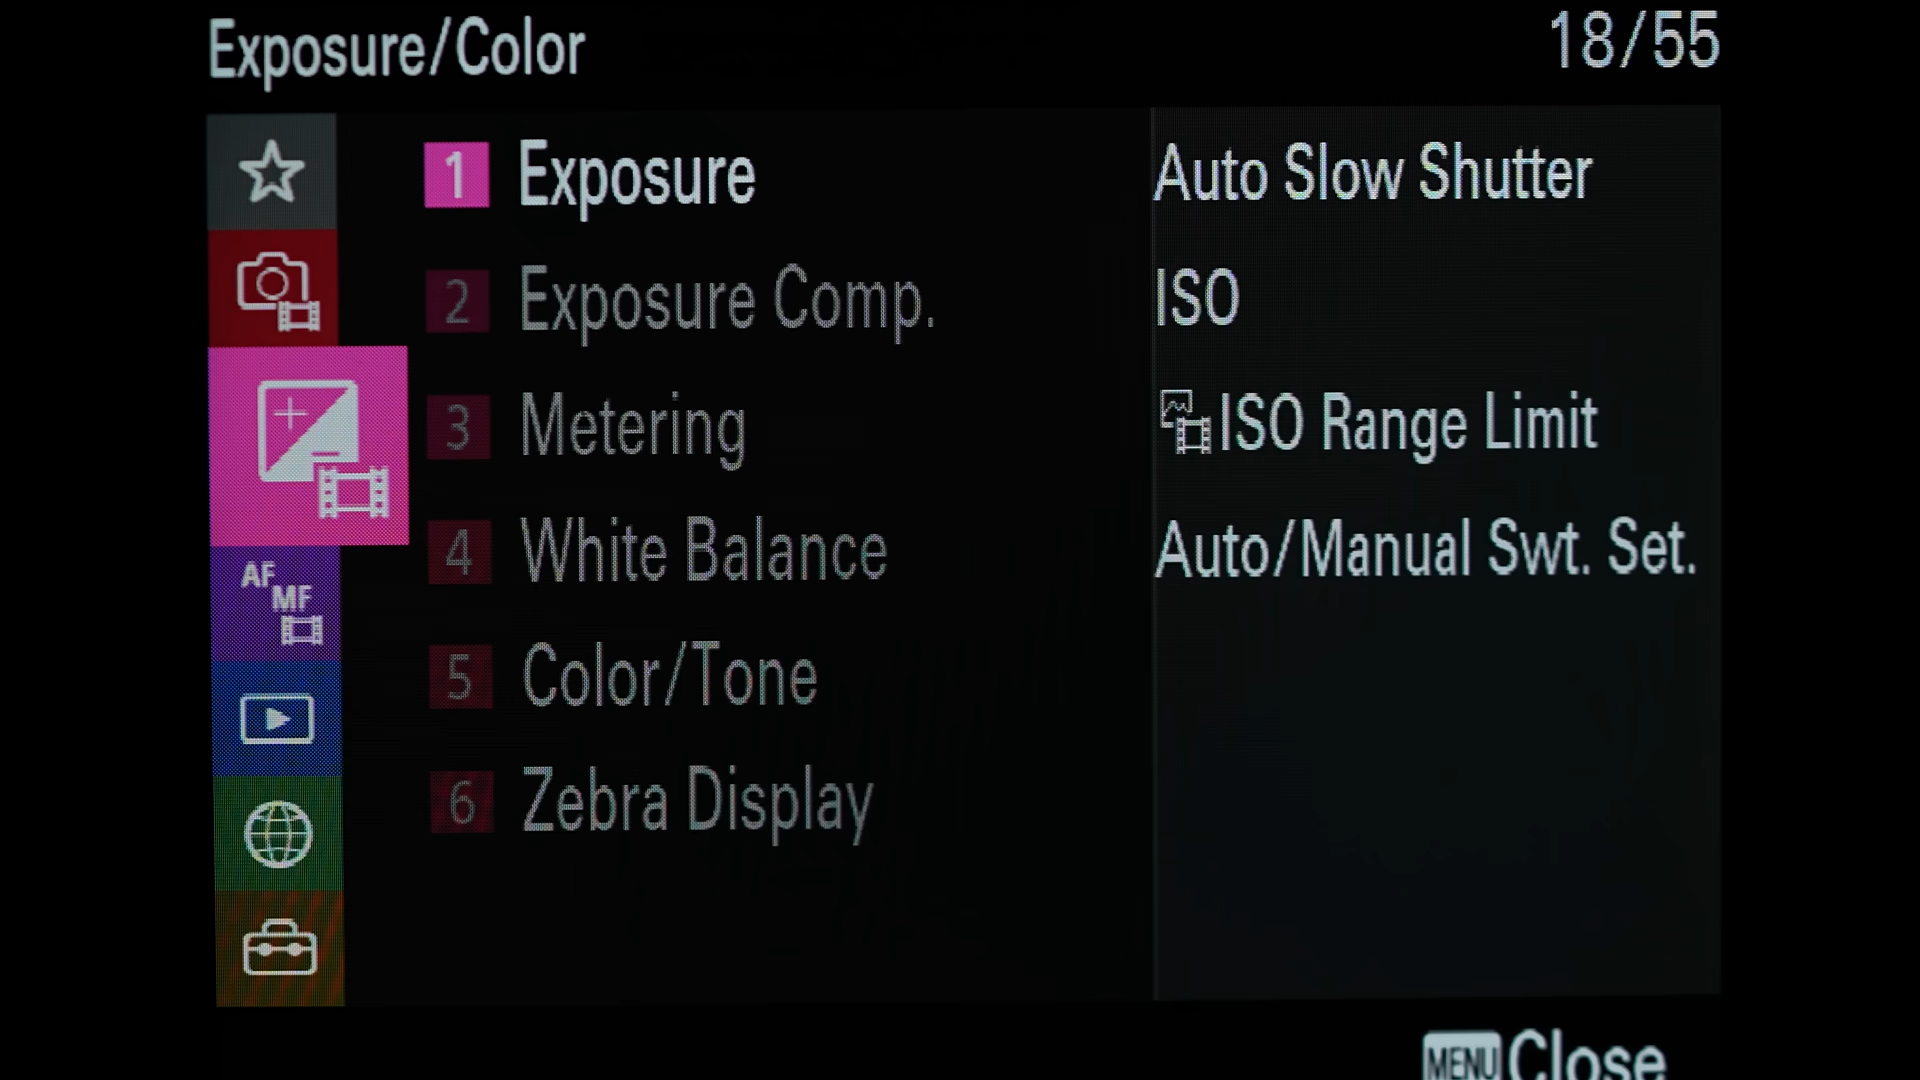 Exposure/Color
18/55
1 Exposure
2 Exposure Comp.
3 Metering
4 White Balance
5 Color/Tone
6 Zebra Display
AF
MF
Auto Slow Shutter
ISO
ISO Range Limit
Auto/Manual Swt. Set.
MENU Close